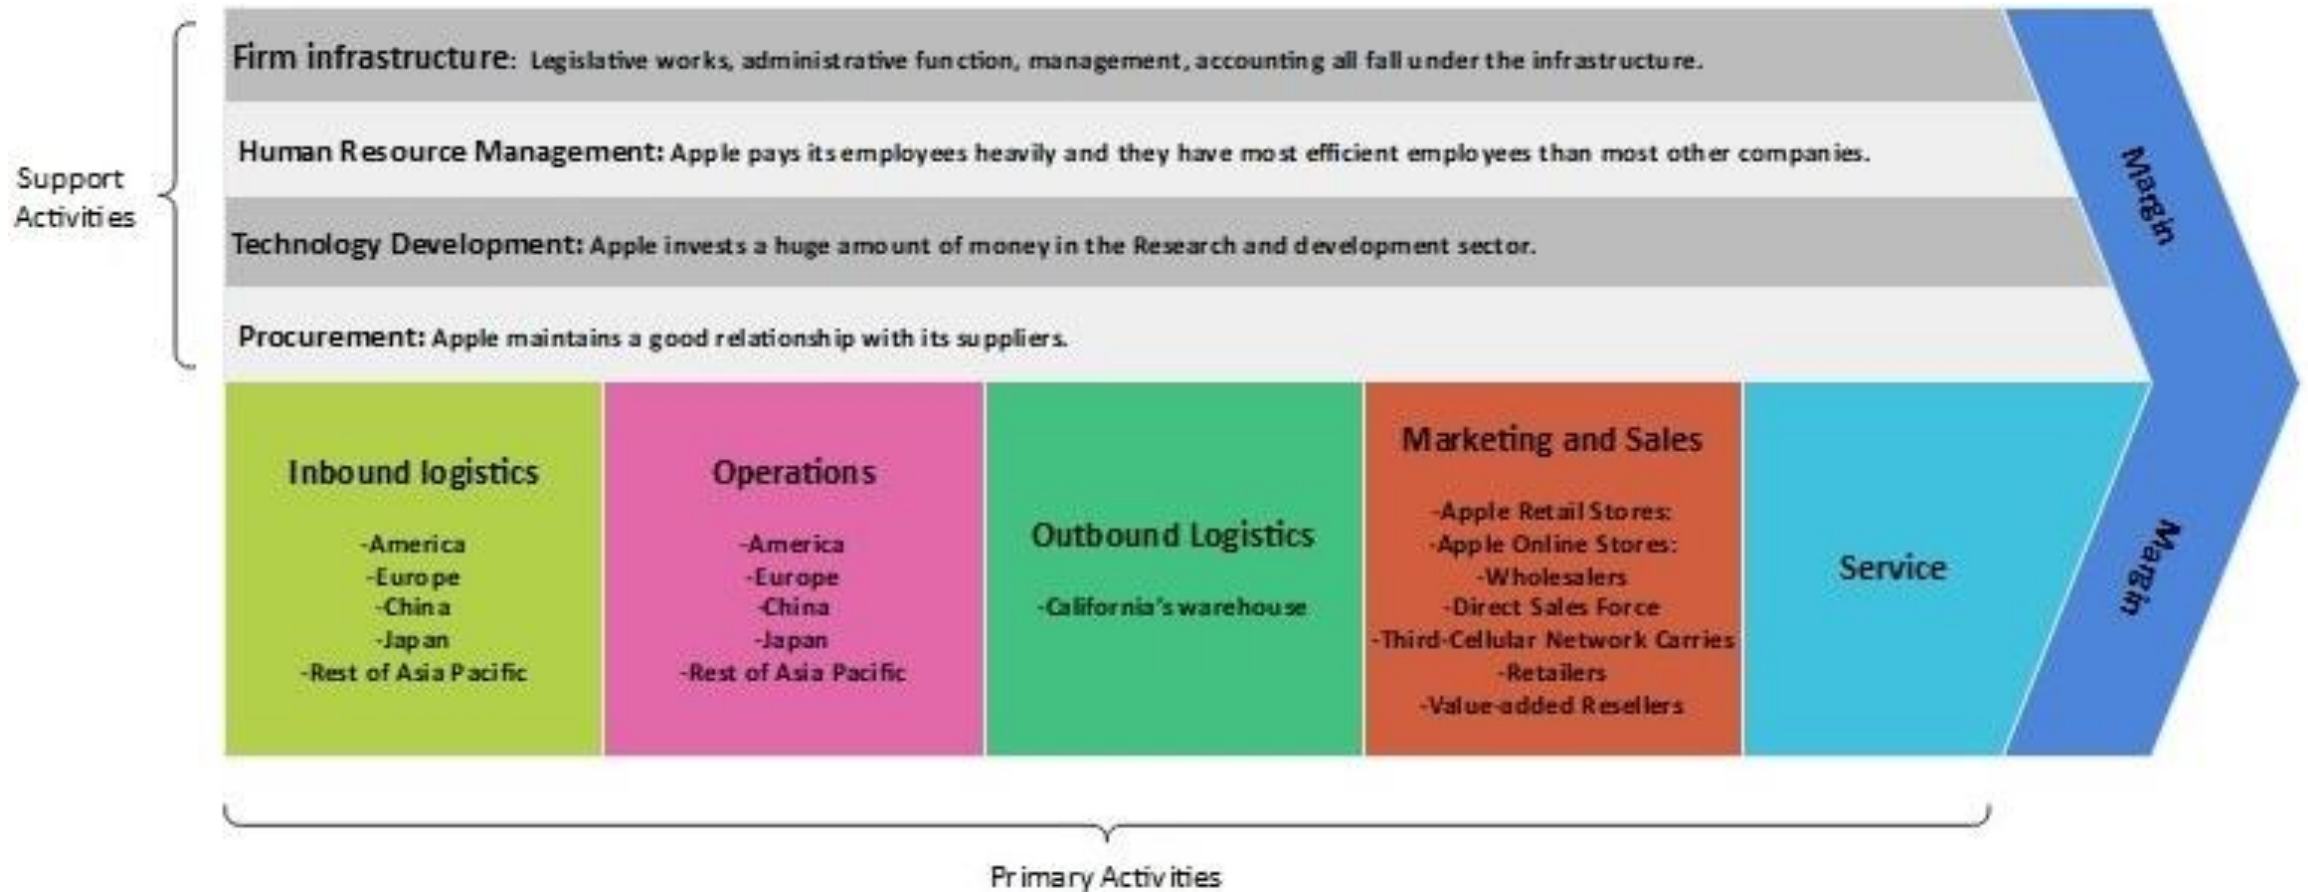 Firm infrastructure: Legislative works, administrative function, management, accounting all fall under the infrastructure.
Human Resource Management: Apple pays its employees heavily and they have most efficient employees than most other companies.
Support
Activities
Technology Development: Apple invests a huge amount of money in the Research and development sector.
Procurement: Apple maintains a good relationship with its suppliers.
Margin
Inbound logistics
-America
-Europe
-China
-Japan
-Rest of Asia Pacific
Operations
-America
-Europe
-China
-Japan
-Rest of Asia Pacific
Outbound Logistics
-California's warehouse
Marketing and Sales
-Apple Retail Stores:
-Apple Online Stores:
-Wholesalers
-Direct Sales Force
-Third-Cellular Network Carries
-Retailers
-Value-added Resellers
Service
Margin
Primary Activities